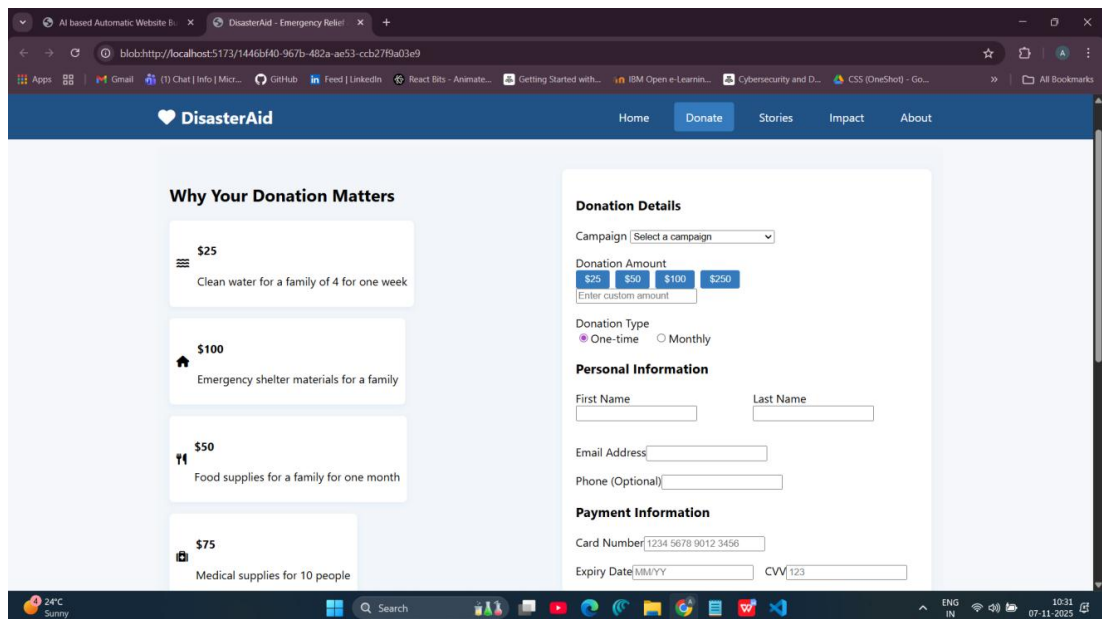 AI based Automatic Website Bu
DisasterAid - Emergency Relief
blob:http://localhost:5173/1446bf40-967b-482a-ae53-ccb27f9a03e9
A
Apps
Gmail
(1) Chat | Info | Micr...
GitHub
Feed | LinkedIn
React Bits - Animate...
Getting Started with...
IBM Open e-Learnin...
Cybersecurity and D...
CSS (OneShot) - Go...
»
All Bookmarks
DisasterAid
Home Donate Stories Impact About
Why Your Donation Matters
$25
Clean water for a family of 4 for one week
$100
Emergency shelter materials for a family
$50
Food supplies for a family for one month
$75
Medical supplies for 10 people
Donation Details
Campaign Select a campaign
Donation Amount
$25 $50 $100 $250
Enter custom amount
Donation Type
One-time Monthly
Personal Information
First Name Last Name
Email Address
Phone (Optional)
Payment Information
Card Number 1234 5678 9012 3456
Expiry Date MM/YY CVV 123
4
24°C
Sunny
Search
ENG
IN
10:31
07-11-2025